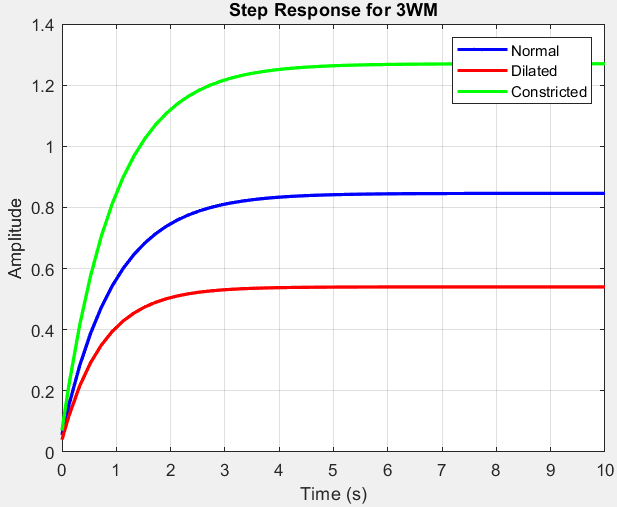 Step Response for 3WM
1.4
1.2
1
0.8
0.6
0.4
0.2
0
Amplitude
Normal
Dilated
Constricted
0 1 2 3 4 5 6 7 8 9 10
Time (s)